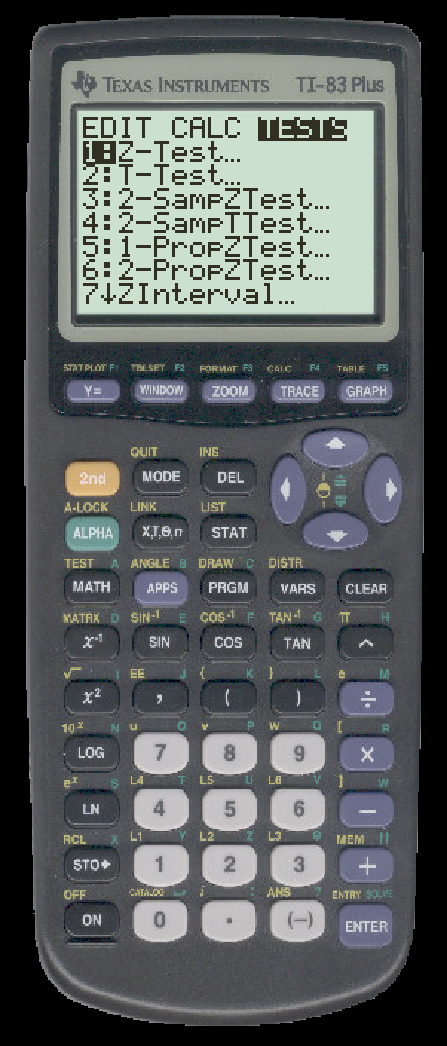 TEXAS INSTRUMENTS TI-83 Plus
EDIT CALC TESTS
1:Z-Test…
2:T-Test…
3:2-SampZTest…
4:2-SampTTest…
5:1-PropZTest…
6:2-PropZTest…
7↓ZInterval…
STAT PLOT F1 TBLSET F2 FORMAT F3 CALC F4 TABLE F5
Y= WINDOW ZOOM TRACE GRAPH
QUIT INS
2nd MODE DEL
A-LOCK LINK LIST
ALPHA X,T,Θ,n STAT
TEST A ANGLE B DRAW C DISTR
MATH APPS PRGM VARS CLEAR
MATRX D SIN⁻¹ E COS⁻¹ F TAN⁻¹ G π H
x⁻¹ SIN COS TAN ^
√ I EE J { K } L e M
x² , ( ) ÷
10ˣ N u O v P w Q [ R
LOG 7 8 9 ×
eˣ S L4 T L5 U L6 V ] W
LN 4 5 6 −
RCL X L1 Y L2 Z L3 θ MEM "
STO→ 1 2 3 +
OFF CATALOG i : ANS ? ENTRY SOLVE
ON 0 . (−) ENTER